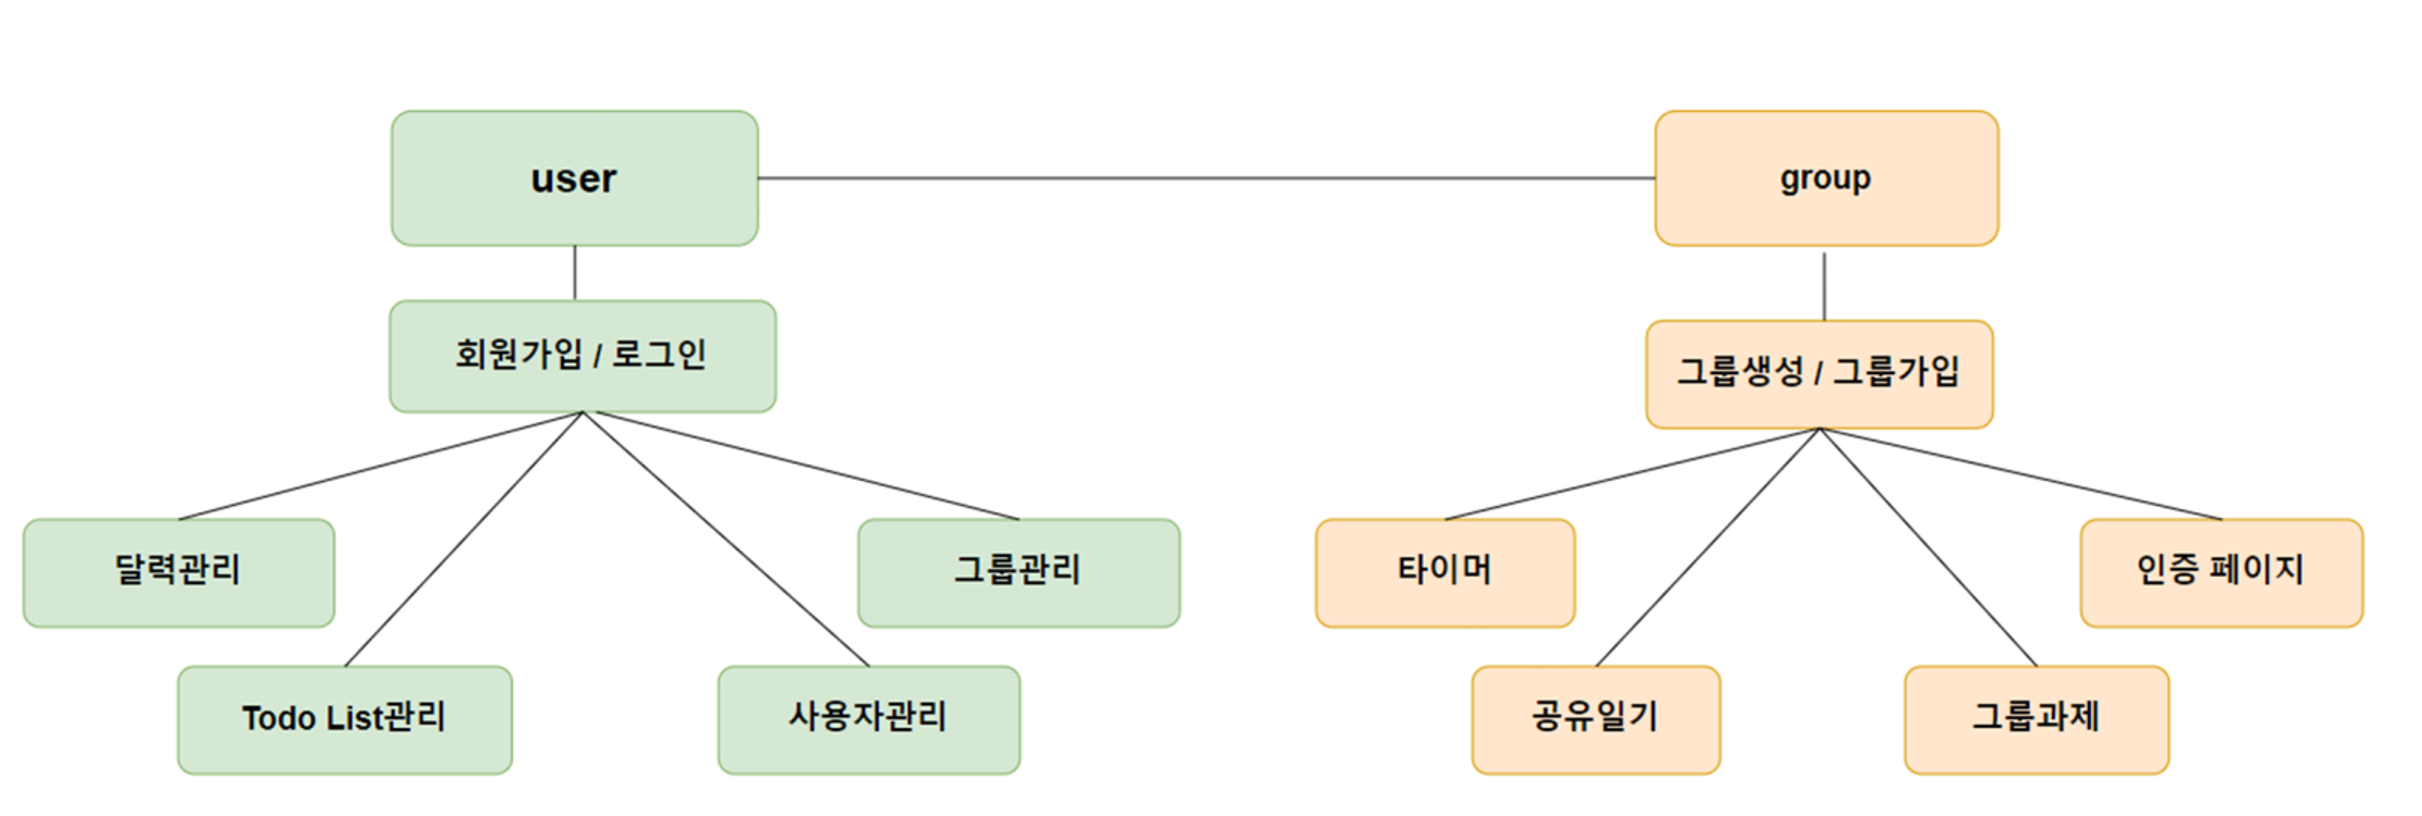 user
group
회원가입 / 로그인
그룹생성 / 그룹가입
달력관리
그룹관리
타이머
인증 페이지
Todo List관리
사용자관리
공유일기
그룹과제